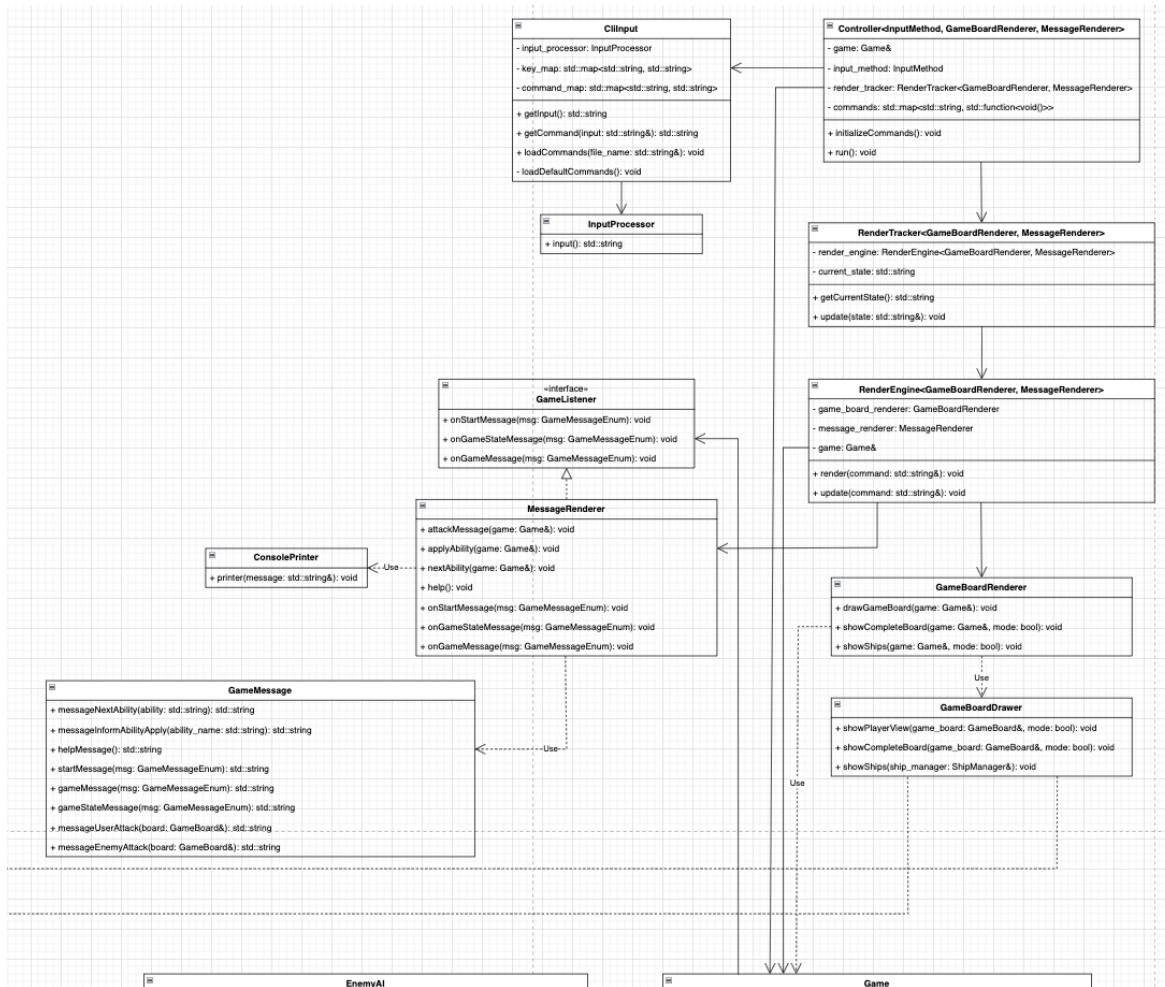 CliInput
- input_processor: InputProcessor
- key_map: std::map<std::string, std::string>
- command_map: std::map<std::string, std::string>
+ getInput(): std::string
+ getCommand(input: std::string&): std::string
+ loadCommands(file_name: std::string&): void
- loadDefaultCommands(): void
Controller<InputMethod, GameBoardRenderer, MessageRenderer>
- game: Game&
- input_method: InputMethod
- render_tracker: RenderTracker<GameBoardRenderer, MessageRenderer>
- commands: std::map<std::string, std::function<void()>>
+ initializeCommands(): void
+ run(): void
InputProcessor
+ input(): std::string
RenderTracker<GameBoardRenderer, MessageRenderer>
- render_engine: RenderEngine<GameBoardRenderer, MessageRenderer>
- current_state: std::string
+ getCurrentState(): std::string
+ update(state: std::string&): void
«interface»
GameListener
+ onStartMessage(msg: GameMessageEnum): void
+ onGameStateMessage(msg: GameMessageEnum): void
+ onGameMessage(msg: GameMessageEnum): void
RenderEngine<GameBoardRenderer, MessageRenderer>
- game_board_renderer: GameBoardRenderer
- message_renderer: MessageRenderer
- game: Game&
+ render(command: std::string&): void
+ update(command: std::string&): void
MessageRenderer
+ attackMessage(game: Game&): void
+ applyAbility(game: Game&): void
+ nextAbility(game: Game&): void
+ help(): void
+ onStartMessage(msg: GameMessageEnum): void
+ onGameStateMessage(msg: GameMessageEnum): void
+ onGameMessage(msg: GameMessageEnum): void
ConsolePrinter
+ printer(message: std::string&): void
Use
GameBoardRenderer
+ drawGameBoard(game: Game&): void
+ showCompleteBoard(game: Game&, mode: bool): void
+ showShips(game: Game&, mode: bool): void
Use
GameMessage
+ messageNextAbility(ability: std::string): std::string
+ messageInformAbilityApply(ability_name: std::string): std::string
+ helpMessage(): std::string
+ startMessage(msg: GameMessageEnum): std::string
+ gameMessage(msg: GameMessageEnum): std::string
+ gameStateMessage(msg: GameMessageEnum): std::string
+ messageUserAttack(board: GameBoard&): std::string
+ messageEnemyAttack(board: GameBoard&): std::string
Use
GameBoardDrawer
+ showPlayerView(game_board: GameBoard&, mode: bool): void
+ showCompleteBoard(game_board: GameBoard&, mode: bool): void
+ showShips(ship_manager: ShipManager&): void
Use
EnemyAI
Game